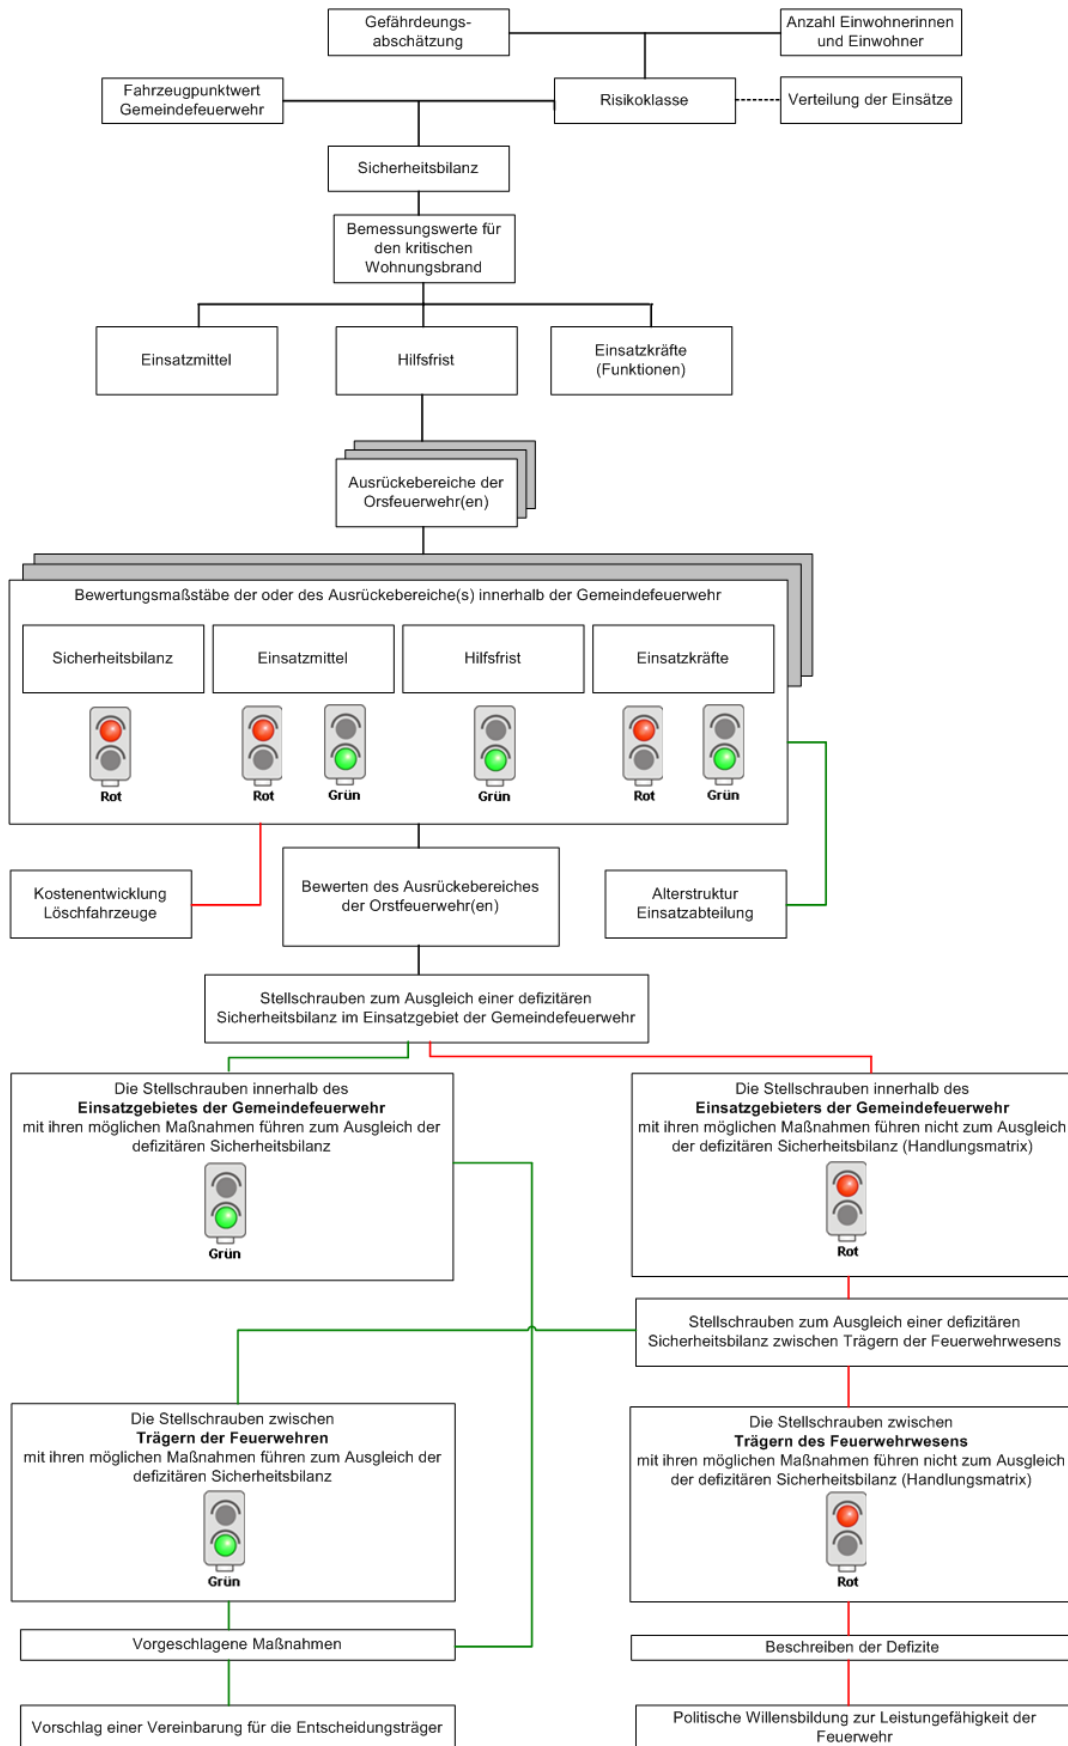 Gefährdeungs-
abschätzung
Anzahl Einwohnerinnen
und Einwohner
Fahrzeugpunktwert
Gemeindefeuerwehr
Risikoklasse
Verteilung der Einsätze
Sicherheitsbilanz
Bemessungswerte für
den kritischen
Wohnungsbrand
Einsatzmittel
Hilfsfrist
Einsatzkräfte
(Funktionen)
Ausrückebereiche der
Orsfeuerwehr(en)
Bewertungsmaßstäbe der oder des Ausrückebereiche(s) innerhalb der Gemeindefeuerwehr
Sicherheitsbilanz
Einsatzmittel
Hilfsfrist
Einsatzkräfte
Rot
Rot
Grün
Grün
Rot
Grün
Kostenentwicklung
Löschfahrzeuge
Bewerten des Ausrückebereiches
der Orstfeuerwehr(en)
Alterstruktur
Einsatzabteilung
Stellschrauben zum Ausgleich einer defizitären
Sicherheitsbilanz im Einsatzgebiet der Gemeindefeuerwehr
Die Stellschrauben innerhalb des
Einsatzgebietes der Gemeindefeuerwehr
mit ihren möglichen Maßnahmen führen zum Ausgleich der
defizitären Sicherheitsbilanz
Grün
Die Stellschrauben innerhalb des
Einsatzgebieters der Gemeindefeuerwehr
mit ihren möglichen Maßnahmen führen nicht zum Ausgleich
der defizitären Sicherheitsbilanz (Handlungsmatrix)
Rot
Stellschrauben zum Ausgleich einer defizitären
Sicherheitsbilanz zwischen Trägern der Feuerwehrwesens
Die Stellschrauben zwischen
Trägern der Feuerwehren
mit ihren möglichen Maßnahmen führen zum Ausgleich der
defizitären Sicherheitsbilanz
Grün
Die Stellschrauben zwischen
Trägern des Feuerwehrwesens
mit ihren möglichen Maßnahmen führen nicht zum Ausgleich
der defizitären Sicherheitsbilanz (Handlungsmatrix)
Rot
Vorgeschlagene Maßnahmen
Beschreiben der Defizite
Vorschlag einer Vereinbarung für die Entscheidungsträger
Politische Willensbildung zur Leistungefähigkeit der
Feuerwehr